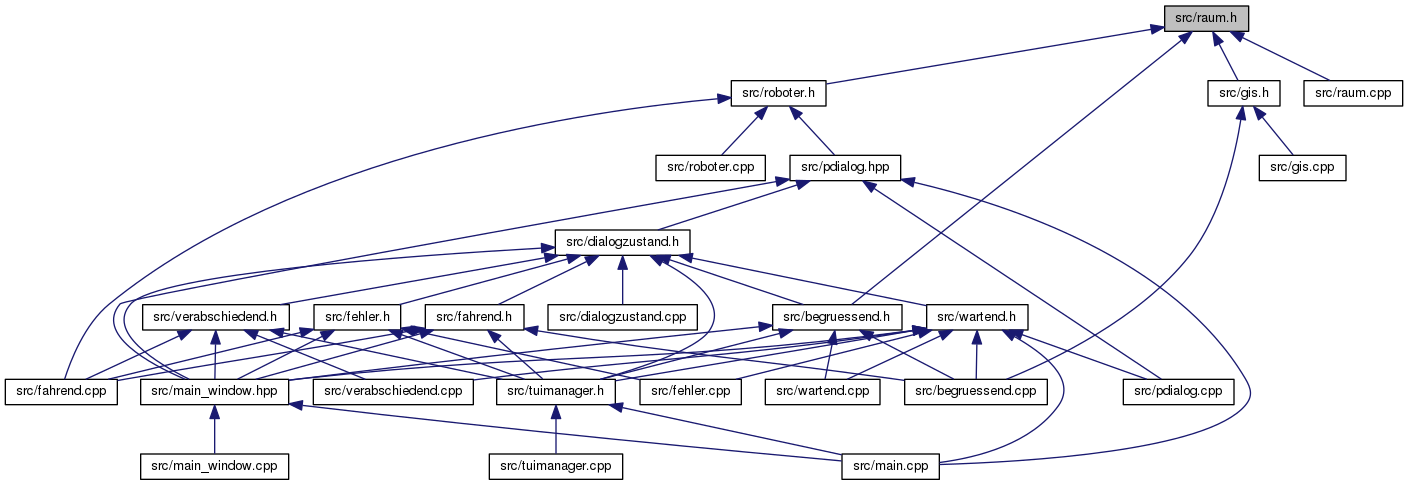 src/raum.h
src/roboter.h
src/gis.h
src/raum.cpp
src/roboter.cpp
src/pdialog.hpp
src/gis.cpp
src/dialogzustand.h
src/verabschiedend.h
src/fehler.h
src/fahrend.h
src/dialogzustand.cpp
src/begruessend.h
src/wartend.h
src/fahrend.cpp
src/main_window.hpp
src/verabschiedend.cpp
src/tuimanager.h
src/fehler.cpp
src/wartend.cpp
src/begruessend.cpp
src/pdialog.cpp
src/main_window.cpp
src/tuimanager.cpp
src/main.cpp